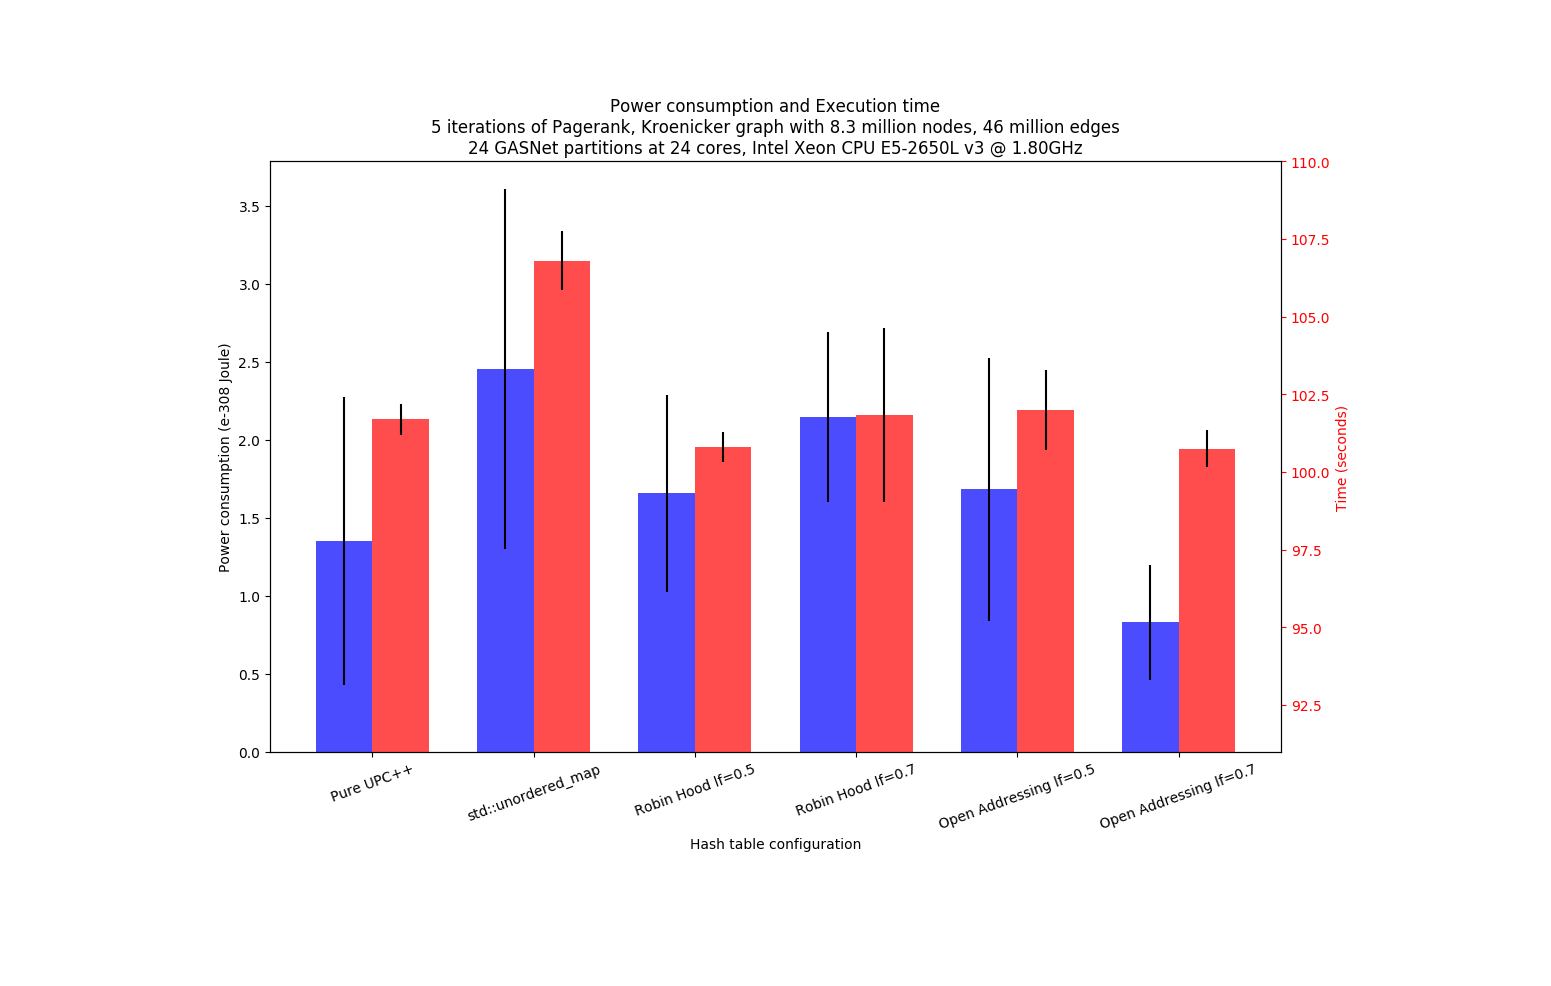 Power consumption and Execution time
5 iterations of Pagerank, Kroenicker graph with 8.3 million nodes, 46 million edges
24 GASNet partitions at 24 cores, Intel Xeon CPU E5-2650L v3 @ 1.80GHz
Power consumption (e-308 Joule)
3.5
3.0
2.5
2.0
1.5
1.0
0.5
0.0
110.0
107.5
105.0
102.5
100.0
97.5
95.0
92.5
Time (seconds)
Pure UPC++
std::unordered_map
Robin Hood lf=0.5
Robin Hood lf=0.7
Open Addressing lf=0.5
Open Addressing lf=0.7
Hash table configuration